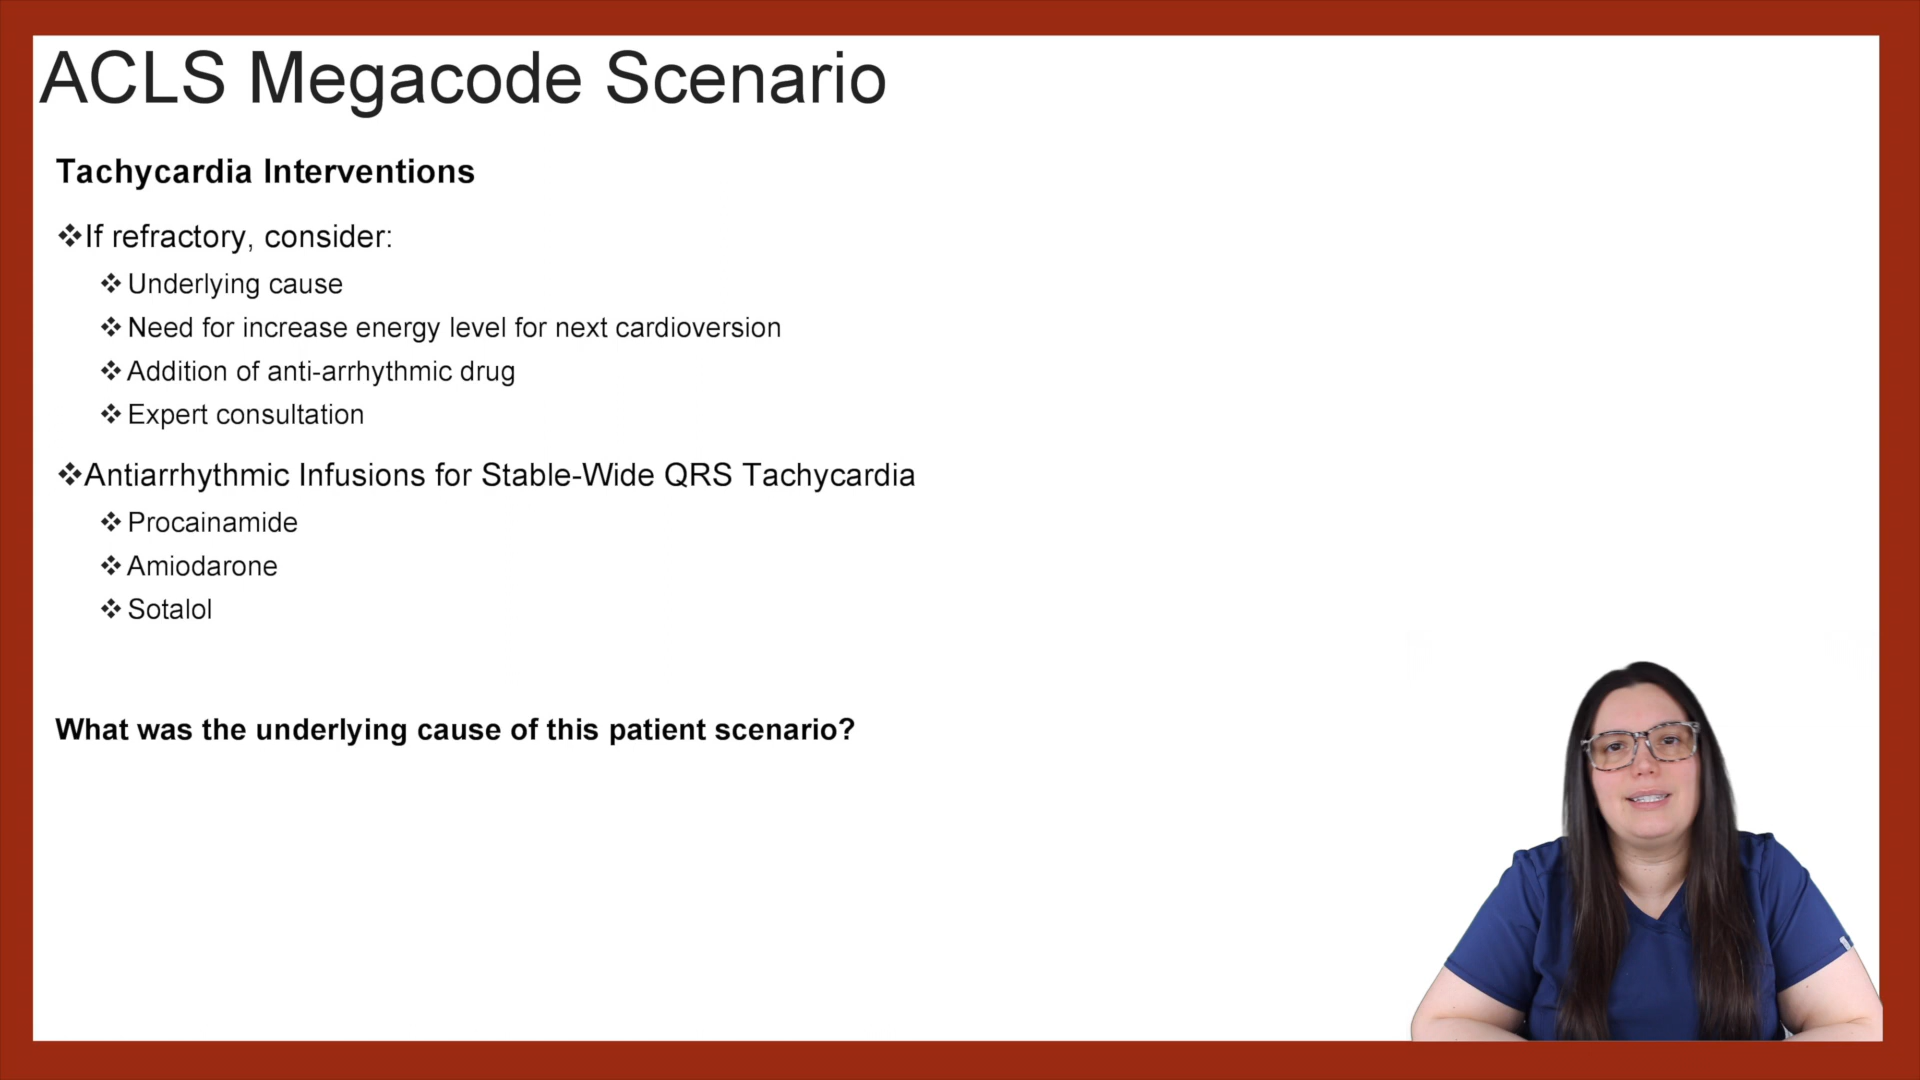 ACLS Megacode Scenario
Tachycardia Interventions
❖If refractory, consider:
❖Underlying cause
❖Need for increase energy level for next cardioversion
❖Addition of anti-arrhythmic drug
❖Expert consultation
❖Antiarrhythmic Infusions for Stable-Wide QRS Tachycardia
❖Procainamide
❖Amiodarone
❖Sotalol
What was the underlying cause of this patient scenario?